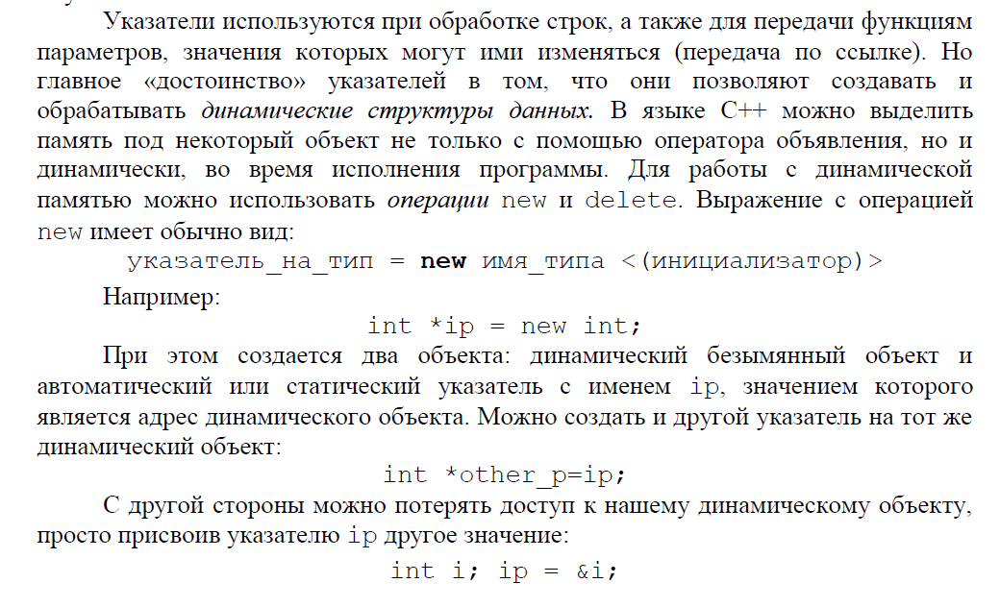 Указатели используются при обработке строк, а также для передачи функциям
параметров, значения которых могут ими изменяться (передача по ссылке). Но
главное «достоинство» указателей в том, что они позволяют создавать и
обрабатывать динамические структуры данных. В языке С++ можно выделить
память под некоторый объект не только с помощью оператора объявления, но и
динамически, во время исполнения программы. Для работы с динамической
памятью можно использовать операции new и delete. Выражение с операцией
new имеет обычно вид:
указатель_на_тип = new имя_типа <(инициализатор)>
Например:
int *ip = new int;
При этом создается два объекта: динамический безымянный объект и
автоматический или статический указатель с именем ip, значением которого
является адрес динамического объекта. Можно создать и другой указатель на тот же
динамический объект:
int *other_p=ip;
С другой стороны можно потерять доступ к нашему динамическому объекту,
просто присвоив указателю ip другое значение:
int i; ip = &i;